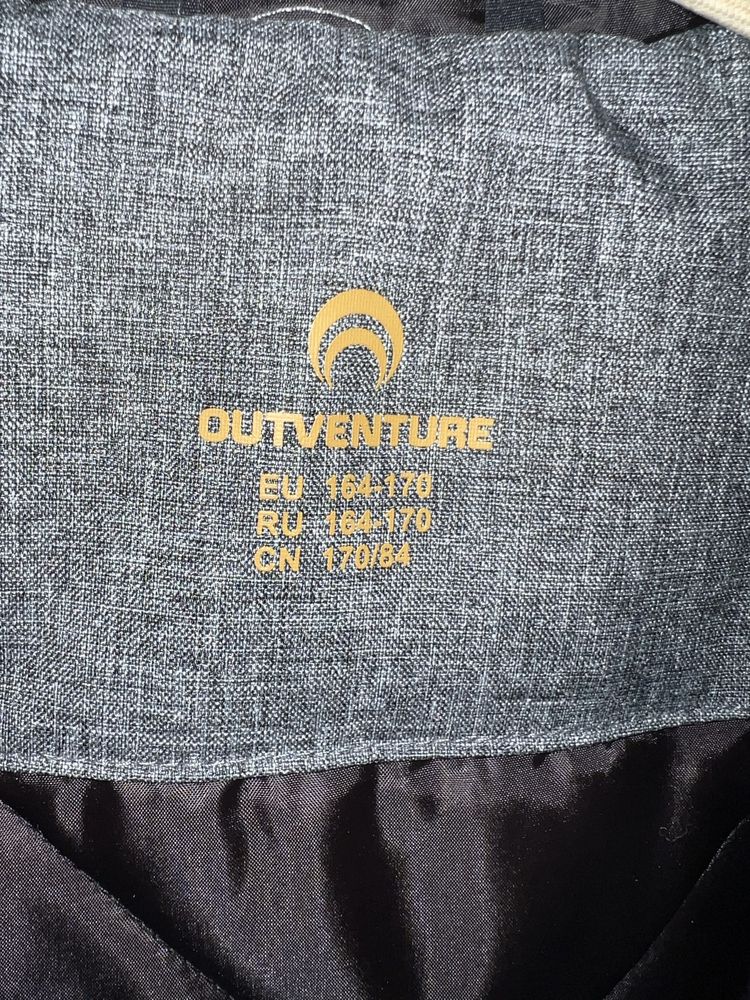 OUTVENTURE
EU 164-170
RU 164-170
CN 170/84